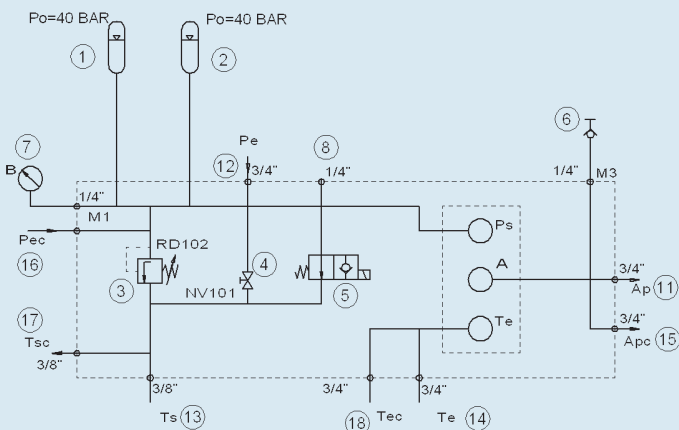 Po=40 BAR
Po=40 BAR
1
2
6
7
Pe
8
B
12
3/4"
1/4"
1/4"
M3
1/4"
M1
Pec
Ps
RD102
4
A
16
3/4"
3
NV101
5
Ap
11
17
Te
3/4"
Tsc
Apc
15
3/8"
3/8"
3/4"
3/4"
Ts
13
18
Tec
Te
14